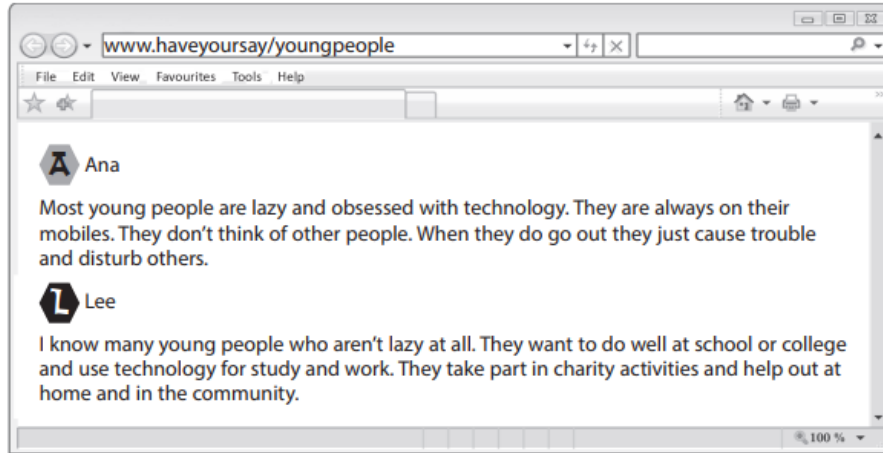 www.haveyoursay/youngpeople
File Edit View Favourites Tools Help
A Ana
Most young people are lazy and obsessed with technology. They are always on their
mobiles. They don't think of other people. When they do go out they just cause trouble
and disturb others.
L Lee
I know many young people who aren't lazy at all. They want to do well at school or college
and use technology for study and work. They take part in charity activities and help out at
home and in the community.
100 %